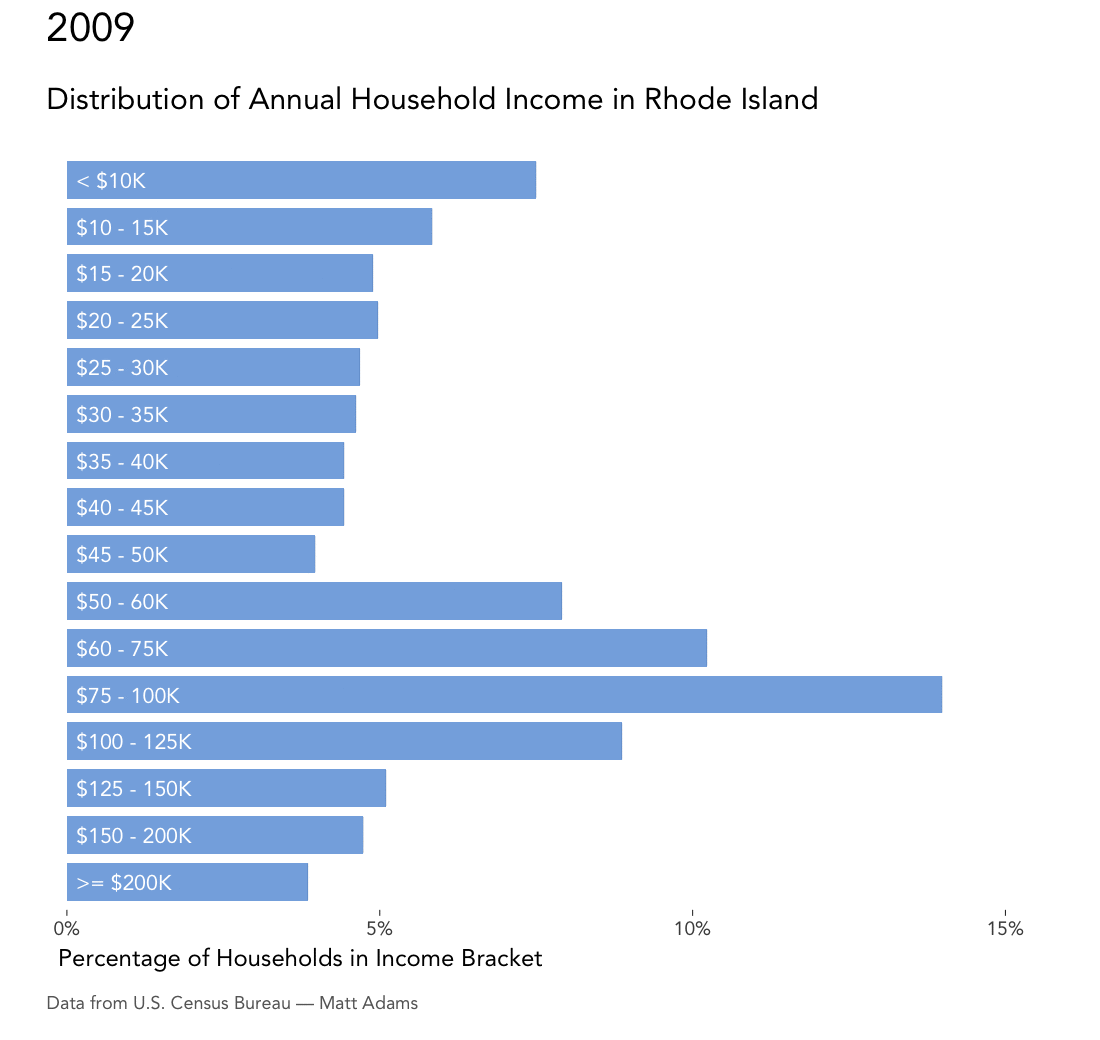 2009
Distribution of Annual Household Income in Rhode Island
< $10K
$10 - 15K
$15 - 20K
$20 - 25K
$25 - 30K
$30 - 35K
$35 - 40K
$40 - 45K
$45 - 50K
$50 - 60K
$60 - 75K
$75 - 100K
$100 - 125K
$125 - 150K
$150 - 200K
>= $200K
0% 5% 10% 15%
Percentage of Households in Income Bracket
Data from U.S. Census Bureau — Matt Adams